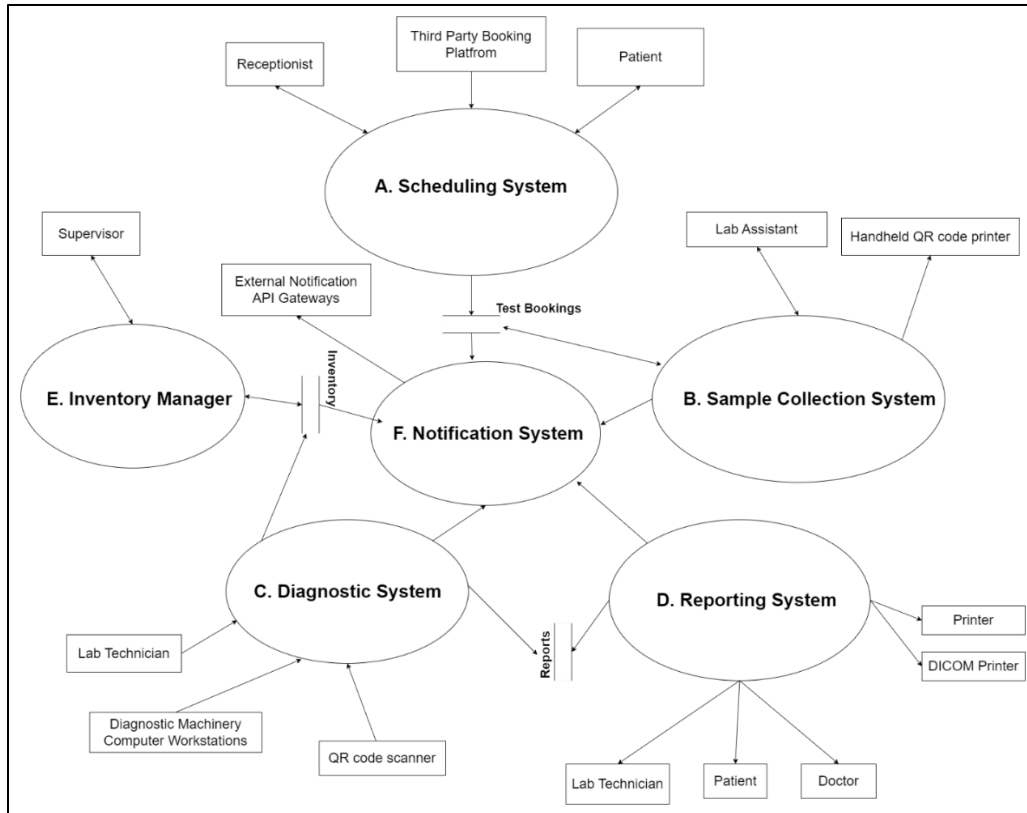 Third Party Booking
Platfrom
Receptionist
Patient
A. Scheduling System
Supervisor
Lab Assistant
Handheld QR code printer
External Notification
API Gateways
Test Bookings
Inventory
E. Inventory Manager
B. Sample Collection System
F. Notification System
C. Diagnostic System
D. Reporting System
Printer
Reports
Lab Technician
DICOM Printer
Diagnostic Machinery
Computer Workstations
QR code scanner
Lab Technician
Patient
Doctor